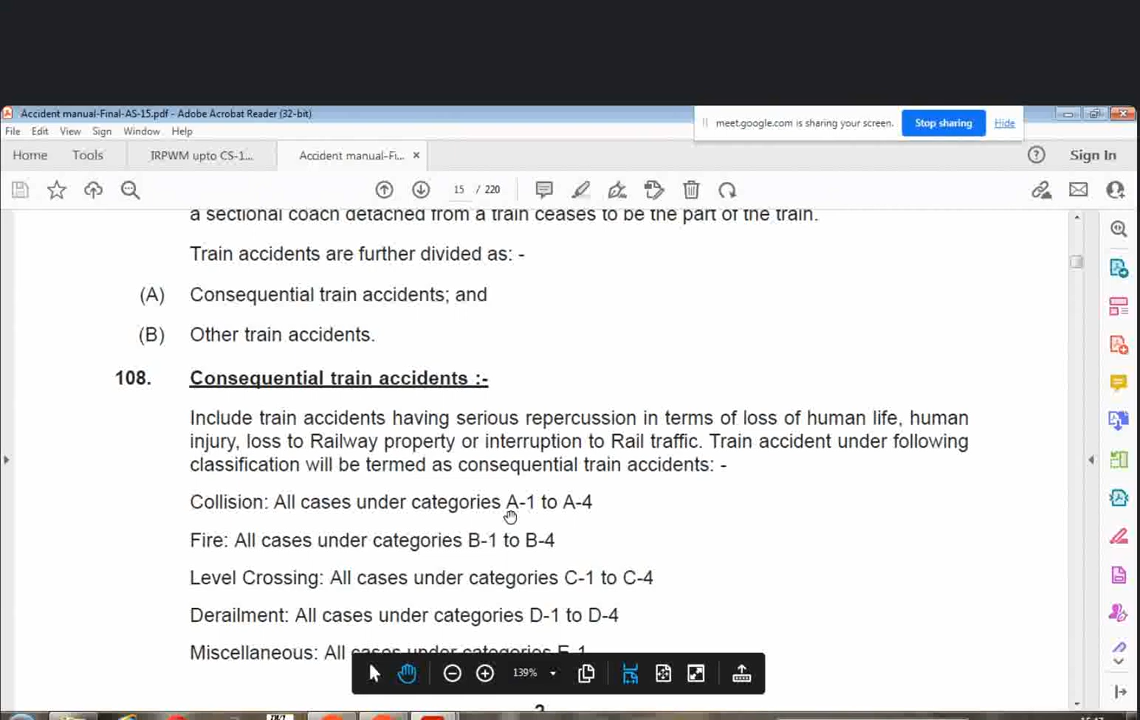 Accident manual-Final-AS-15.pdf - Adobe Acrobat Reader (32-bit)
meet.google.com is sharing your screen.
Stop sharing
Hide
File Edit View Sign Window Help
Home Tools IRPWM upto CS-1... Accident manual-Fi... × Sign In
15 / 220
a sectional coach detached from a train ceases to be the part of the train.
Train accidents are further divided as: -
(A) Consequential train accidents; and
(B) Other train accidents.
108. Consequential train accidents :-
Include train accidents having serious repercussion in terms of loss of human life, human
injury, loss to Railway property or interruption to Rail traffic. Train accident under following
classification will be termed as consequential train accidents: -
Collision: All cases under categories A-1 to A-4
Fire: All cases under categories B-1 to B-4
Level Crossing: All cases under categories C-1 to C-4
Derailment: All cases under categories D-1 to D-4
Miscellaneous: All cases under categories E-1
139%